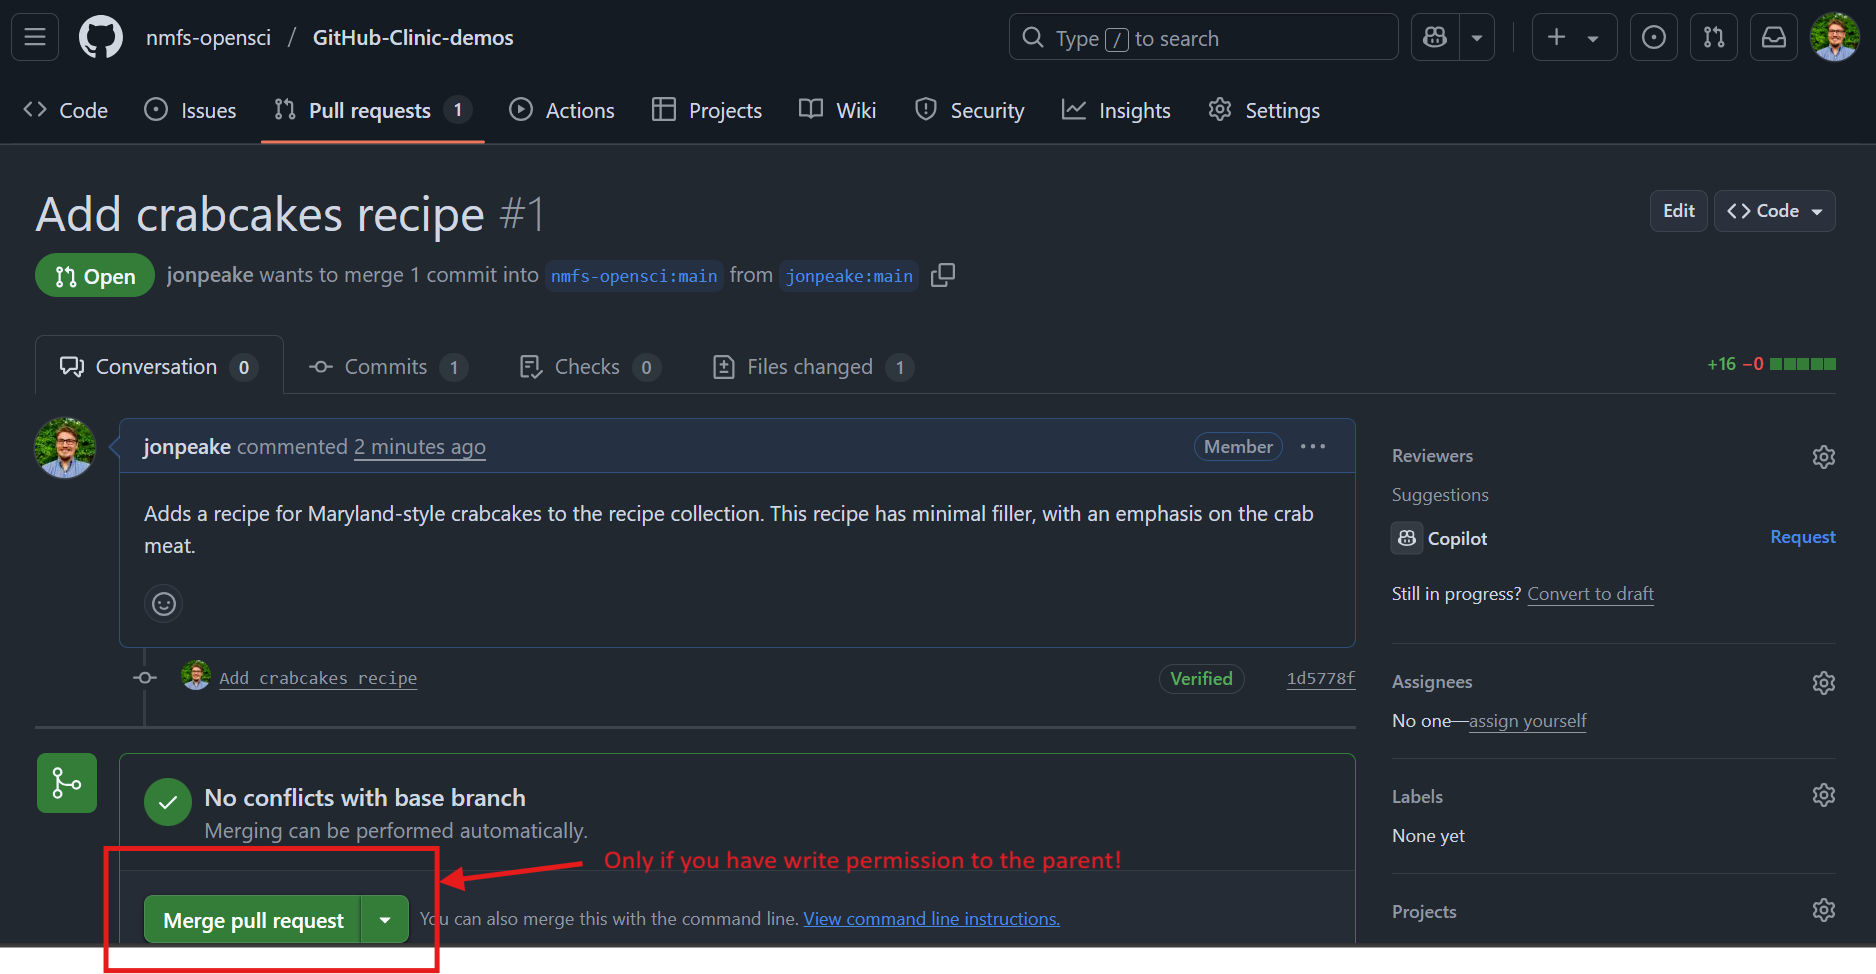 nmfs-opensci / GitHub-Clinic-demos
Type / to search
Code
Issues
Pull requests 1
Actions
Projects
Wiki
Security
Insights
Settings
Add crabcakes recipe #1
Edit
Code
Open
jonpeake wants to merge 1 commit into nmfs-opensci:main from jonpeake:main
Conversation 0
Commits 1
Checks 0
Files changed 1
+16 −0
jonpeake commented 2 minutes ago
Member
Adds a recipe for Maryland-style crabcakes to the recipe collection. This recipe has minimal filler, with an emphasis on the crab
meat.
Add crabcakes recipe
Verified
1d5778f
No conflicts with base branch
Merging can be performed automatically.
Only if you have write permission to the parent!
Merge pull request
You can also merge this with the command line. View command line instructions.
Reviewers
Suggestions
Copilot
Request
Still in progress? Convert to draft
Assignees
No one—assign yourself
Labels
None yet
Projects